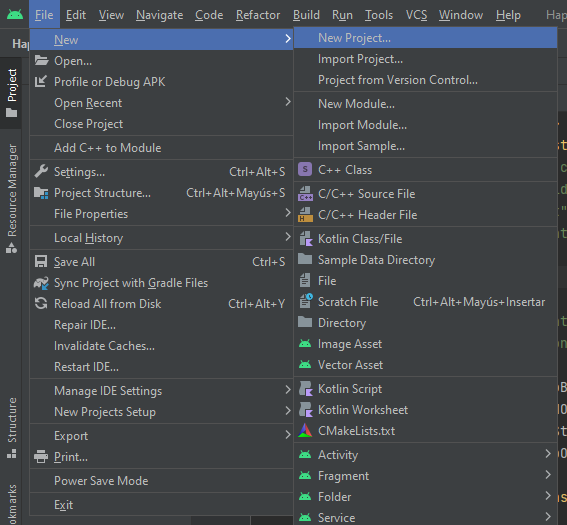 File Edit View Navigate Code Refactor Build Run Tools VCS Window Help
New
Open...
Profile or Debug APK
Open Recent
Close Project
Add C++ to Module
Settings... Ctrl+Alt+S
Project Structure... Ctrl+Alt+Mayús+S
File Properties
Local History
Save All Ctrl+S
Sync Project with Gradle Files
Reload All from Disk Ctrl+Alt+Y
Repair IDE...
Invalidate Caches...
Restart IDE...
Manage IDE Settings
New Projects Setup
Export
Print...
Power Save Mode
Exit
New Project...
Import Project...
Project from Version Control...
New Module...
Import Module...
Import Sample...
C++ Class
C/C++ Source File
C/C++ Header File
Kotlin Class/File
Sample Data Directory
File
Scratch File Ctrl+Alt+Mayús+Insertar
Directory
Image Asset
Vector Asset
Kotlin Script
Kotlin Worksheet
CMakeLists.txt
Activity
Fragment
Folder
Service
Project
Resource Manager
Structure